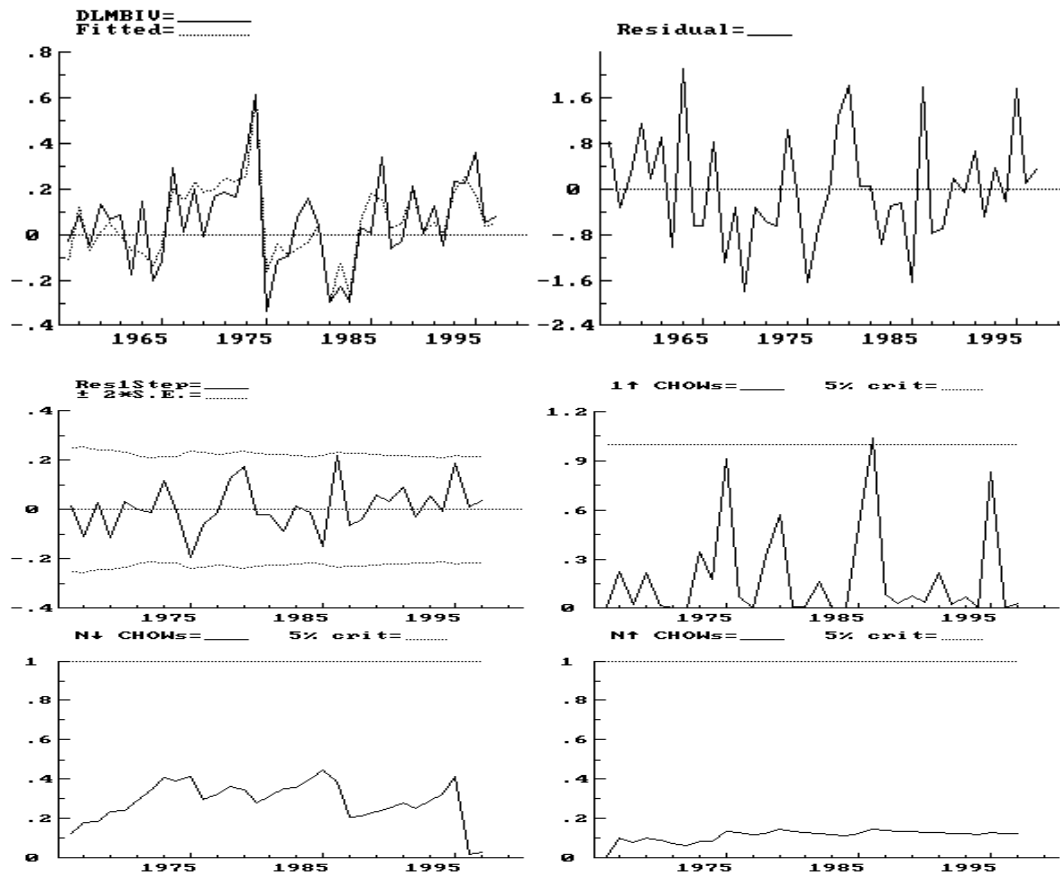 DLMBIV=
Fitted=
.8
.6
.4
.2
0
-.2
-.4
1965 1975 1985 1995
Residual=
1.6
.8
0
-.8
-1.6
-2.4
1965 1975 1985 1995
Res1Step=
± 2*S.E.=
.4
.2
0
-.2
-.4
1975 1985 1995
1↑ CHOWs= 5% crit=
1.2
.9
.6
.3
0
1975 1985 1995
N↓ CHOWs= 5% crit=
1
.8
.6
.4
.2
0
1975 1985 1995
N↑ CHOWs= 5% crit=
1
.8
.6
.4
.2
0
1975 1985 1995